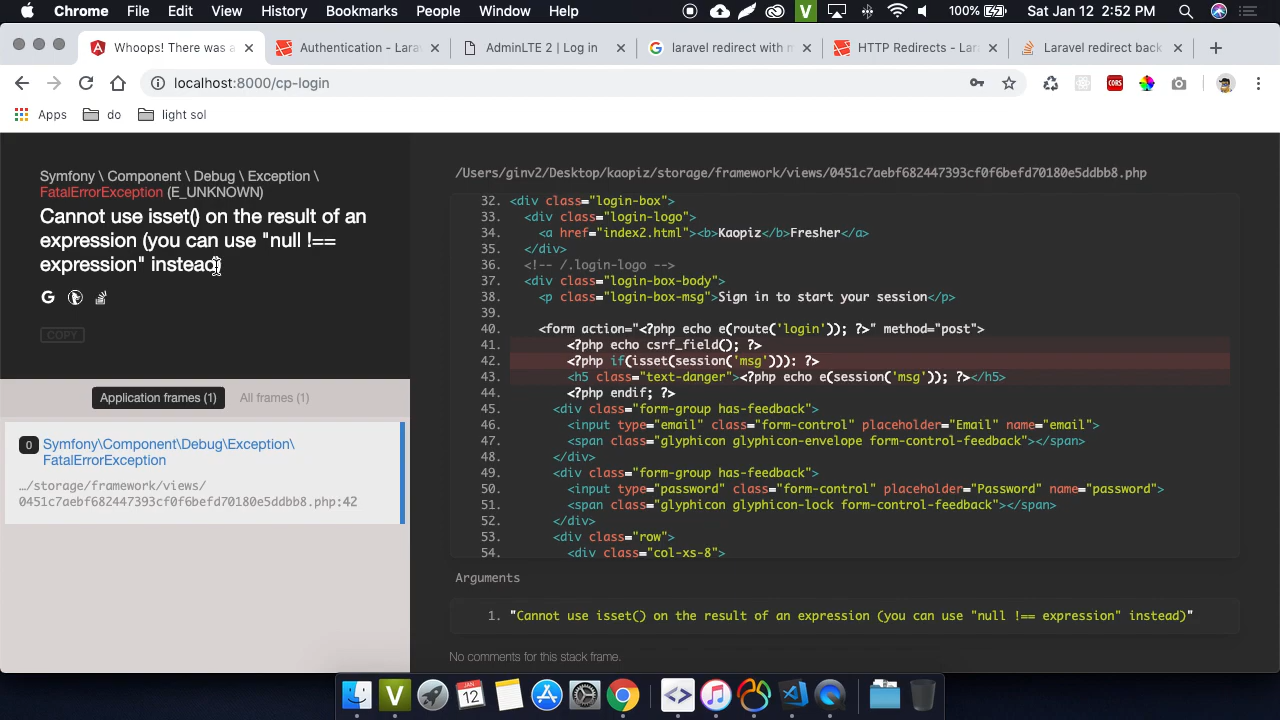 Chrome File Edit View History Bookmarks People Window Help 100% Sat Jan 12 2:52 PM
Whoops! There was a Authentication - Lara AdminLTE 2 | Log in laravel redirect with m HTTP Redirects - Lara Laravel redirect back
localhost:8000/cp-login CORS
Apps do light sol
Symfony \ Component \ Debug \ Exception \
FatalErrorException (E_UNKNOWN)
Cannot use isset() on the result of an
expression (you can use "null !==
expression" instead)
COPY
Application frames (1) All frames (1)
0 Symfony\Component\Debug\Exception\
FatalErrorException
…/storage/framework/views/
0451c7aebf682447393cf0f6befd70180e5ddbb8.php:42
/Users/ginv2/Desktop/kaopiz/storage/framework/views/0451c7aebf682447393cf0f6befd70180e5ddbb8.php
32. <div class="login-box">
33. <div class="login-logo">
34. <a href="index2.html"><b>Kaopiz</b>Fresher</a>
35. </div>
36. <!-- /.login-logo -->
37. <div class="login-box-body">
38. <p class="login-box-msg">Sign in to start your session</p>
39.
40. <form action="<?php echo e(route('login')); ?>" method="post">
41. <?php echo csrf_field(); ?>
42. <?php if(isset(session('msg'))): ?>
43. <h5 class="text-danger"><?php echo e(session('msg')); ?></h5>
44. <?php endif; ?>
45. <div class="form-group has-feedback">
46. <input type="email" class="form-control" placeholder="Email" name="email">
47. <span class="glyphicon glyphicon-envelope form-control-feedback"></span>
48. </div>
49. <div class="form-group has-feedback">
50. <input type="password" class="form-control" placeholder="Password" name="password">
51. <span class="glyphicon glyphicon-lock form-control-feedback"></span>
52. </div>
53. <div class="row">
54. <div class="col-xs-8">
Arguments
1. "Cannot use isset() on the result of an expression (you can use "null !== expression" instead)"
No comments for this stack frame.
JAN
12